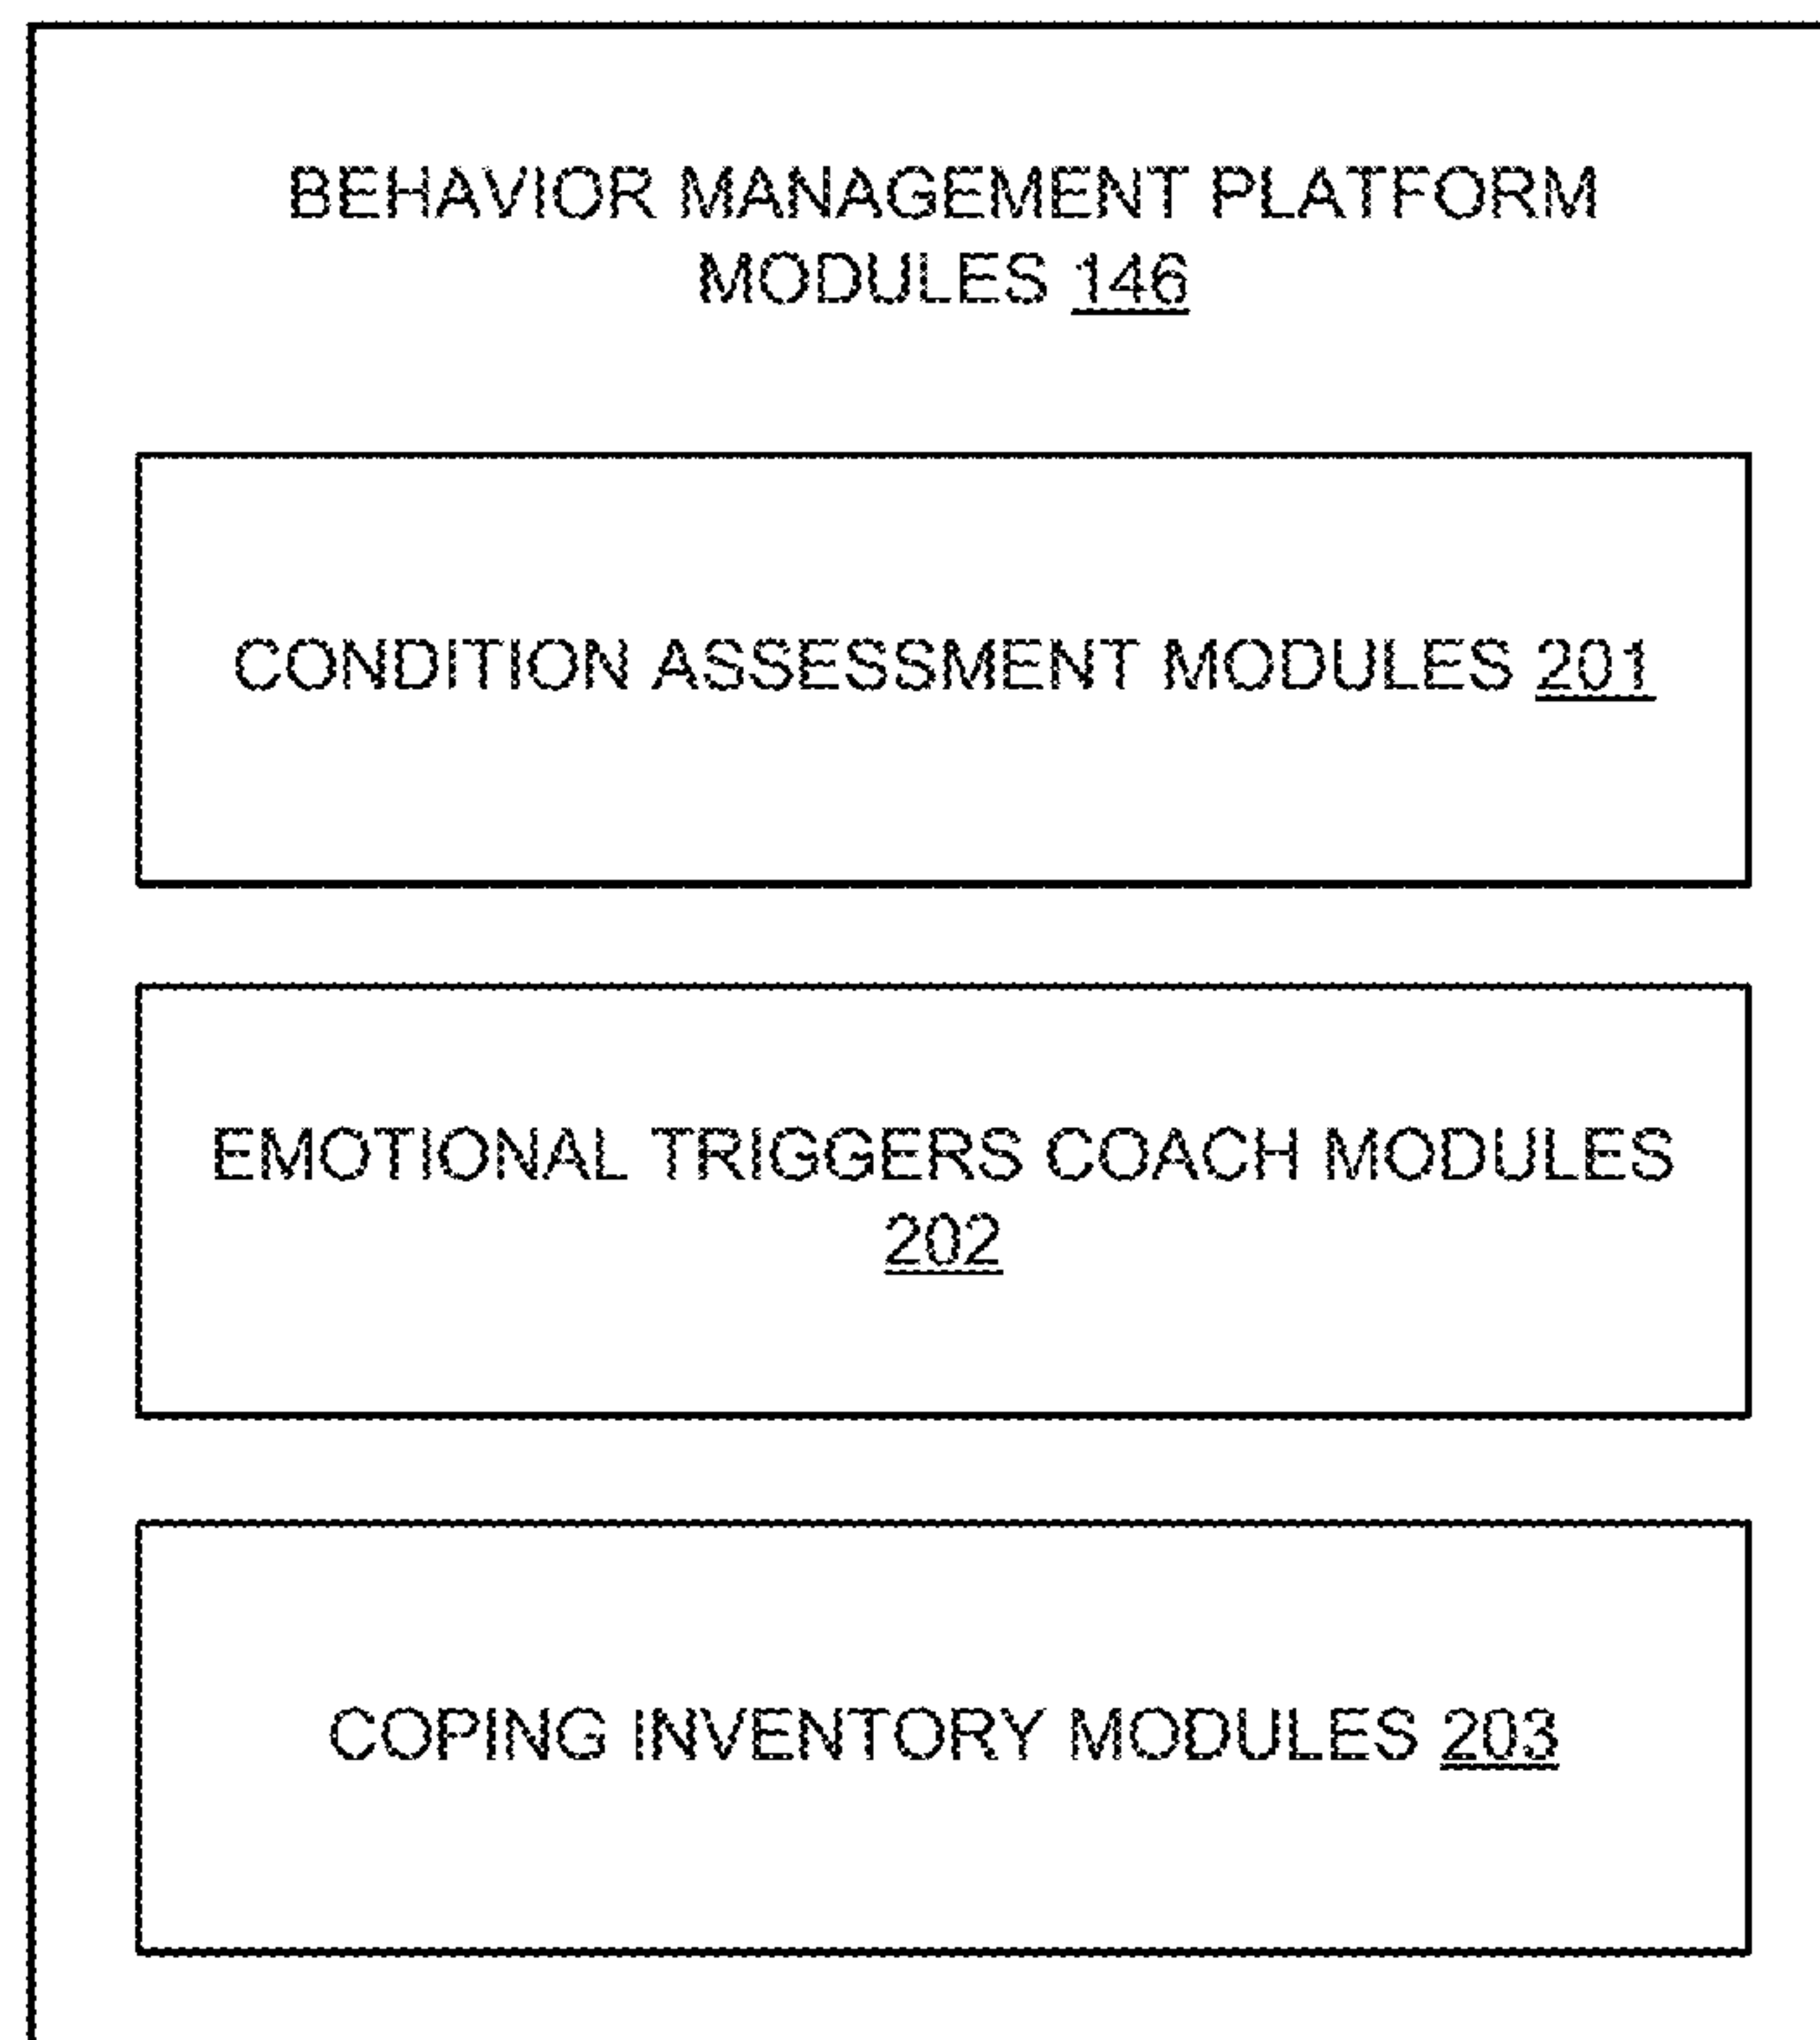 BEHAVIOR MANAGEMENT PLATFORM
MODULES 146
CONDITION ASSESSMENT MODULES 201
EMOTIONAL TRIGGERS COACH MODULES
202
COPING INVENTORY MODULES 203